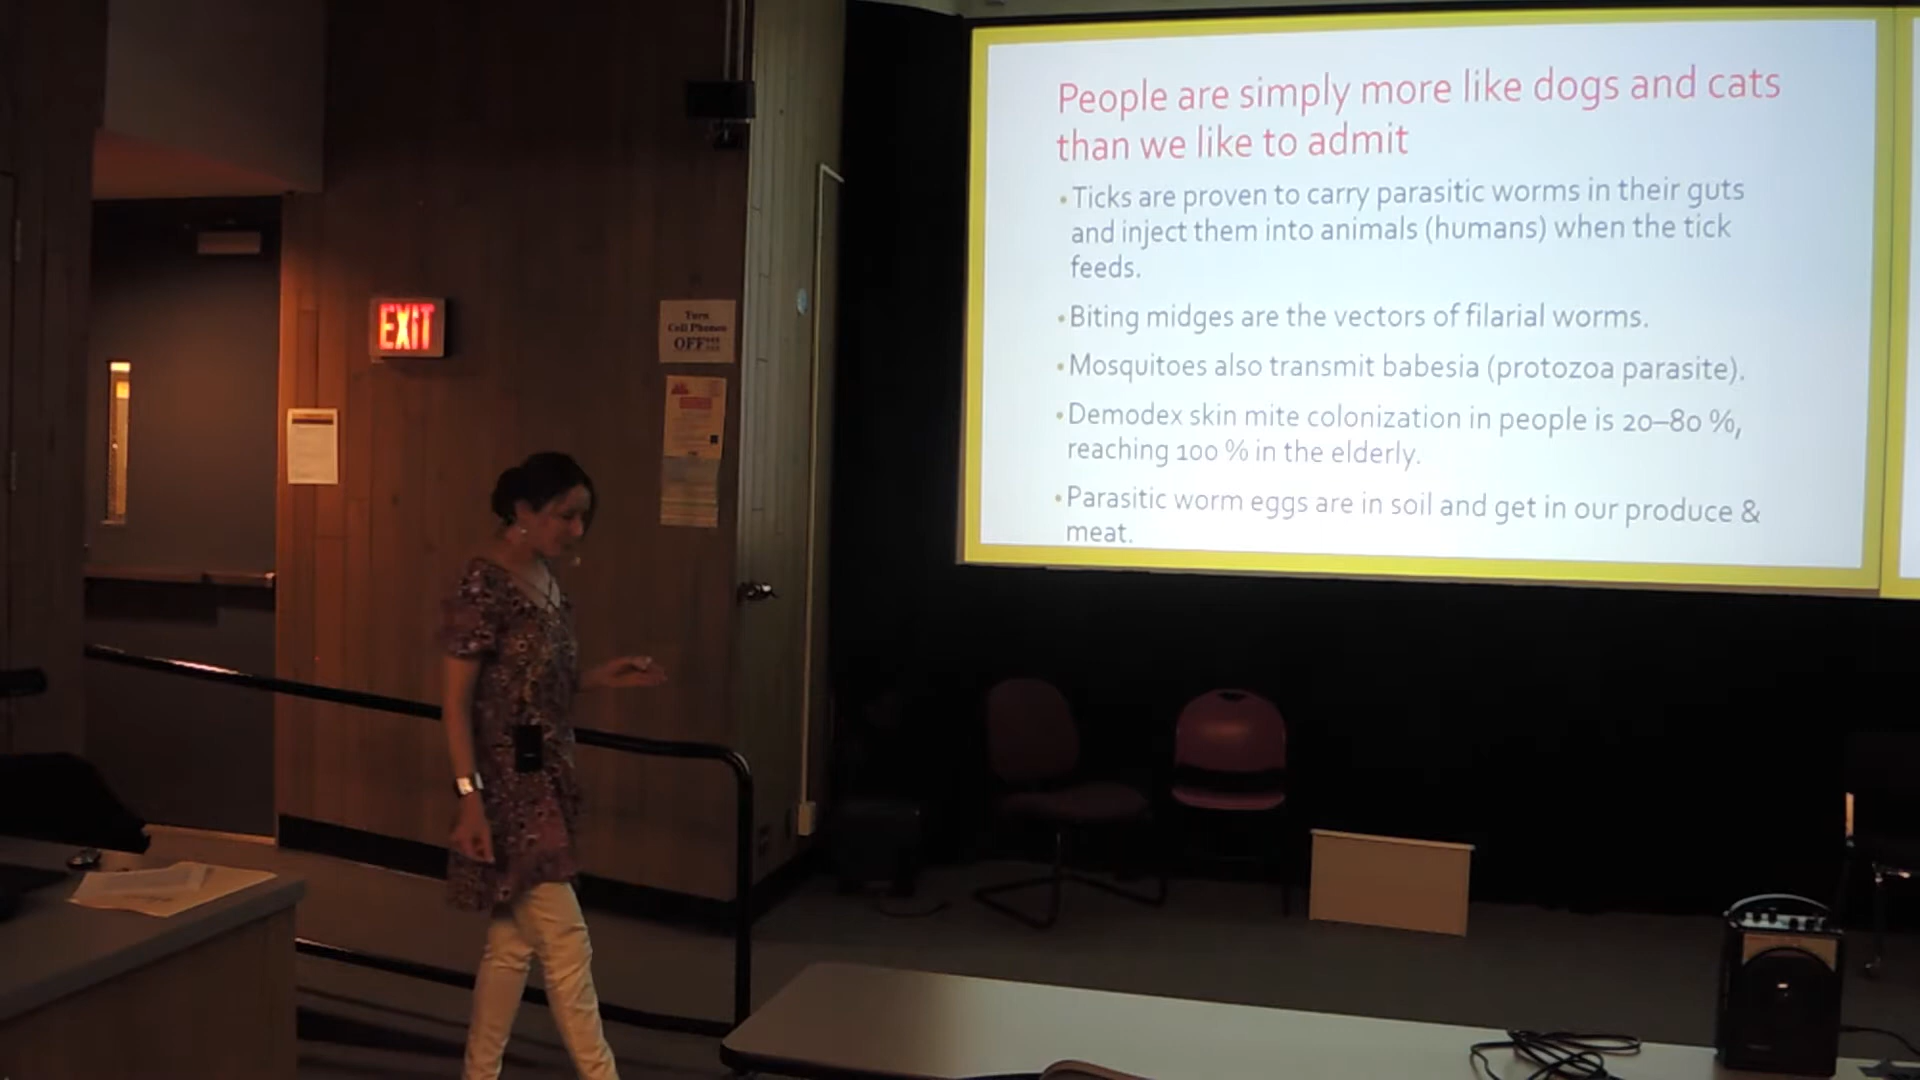 People are simply more like dogs and cats
than we like to admit
• Ticks are proven to carry parasitic worms in their guts
and inject them into animals (humans) when the tick
feeds.
• Biting midges are the vectors of filarial worms.
• Mosquitoes also transmit babesia (protozoa parasite).
• Demodex skin mite colonization in people is 20–80 %,
reaching 100 % in the elderly.
• Parasitic worm eggs are in soil and get in our produce &
meat.
EXIT
Turn
Cell Phones
OFF